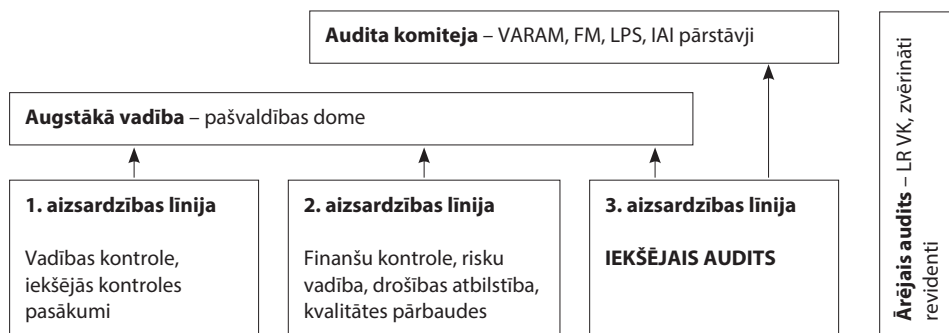 Audita komiteja – VARAM, FM, LPS, IAI pārstāvji
Augstākā vadība – pašvaldības dome
1. aizsardzības līnija
Vadības kontrole,
iekšējās kontroles
pasākumi
2. aizsardzības līnija
Finanšu kontrole, risku
vadība, drošības atbilstība,
kvalitātes pārbaudes
3. aizsardzības līnija
IEKŠĒJAIS AUDITS
Ārējais audits – LR VK, zvērināti
revidenti